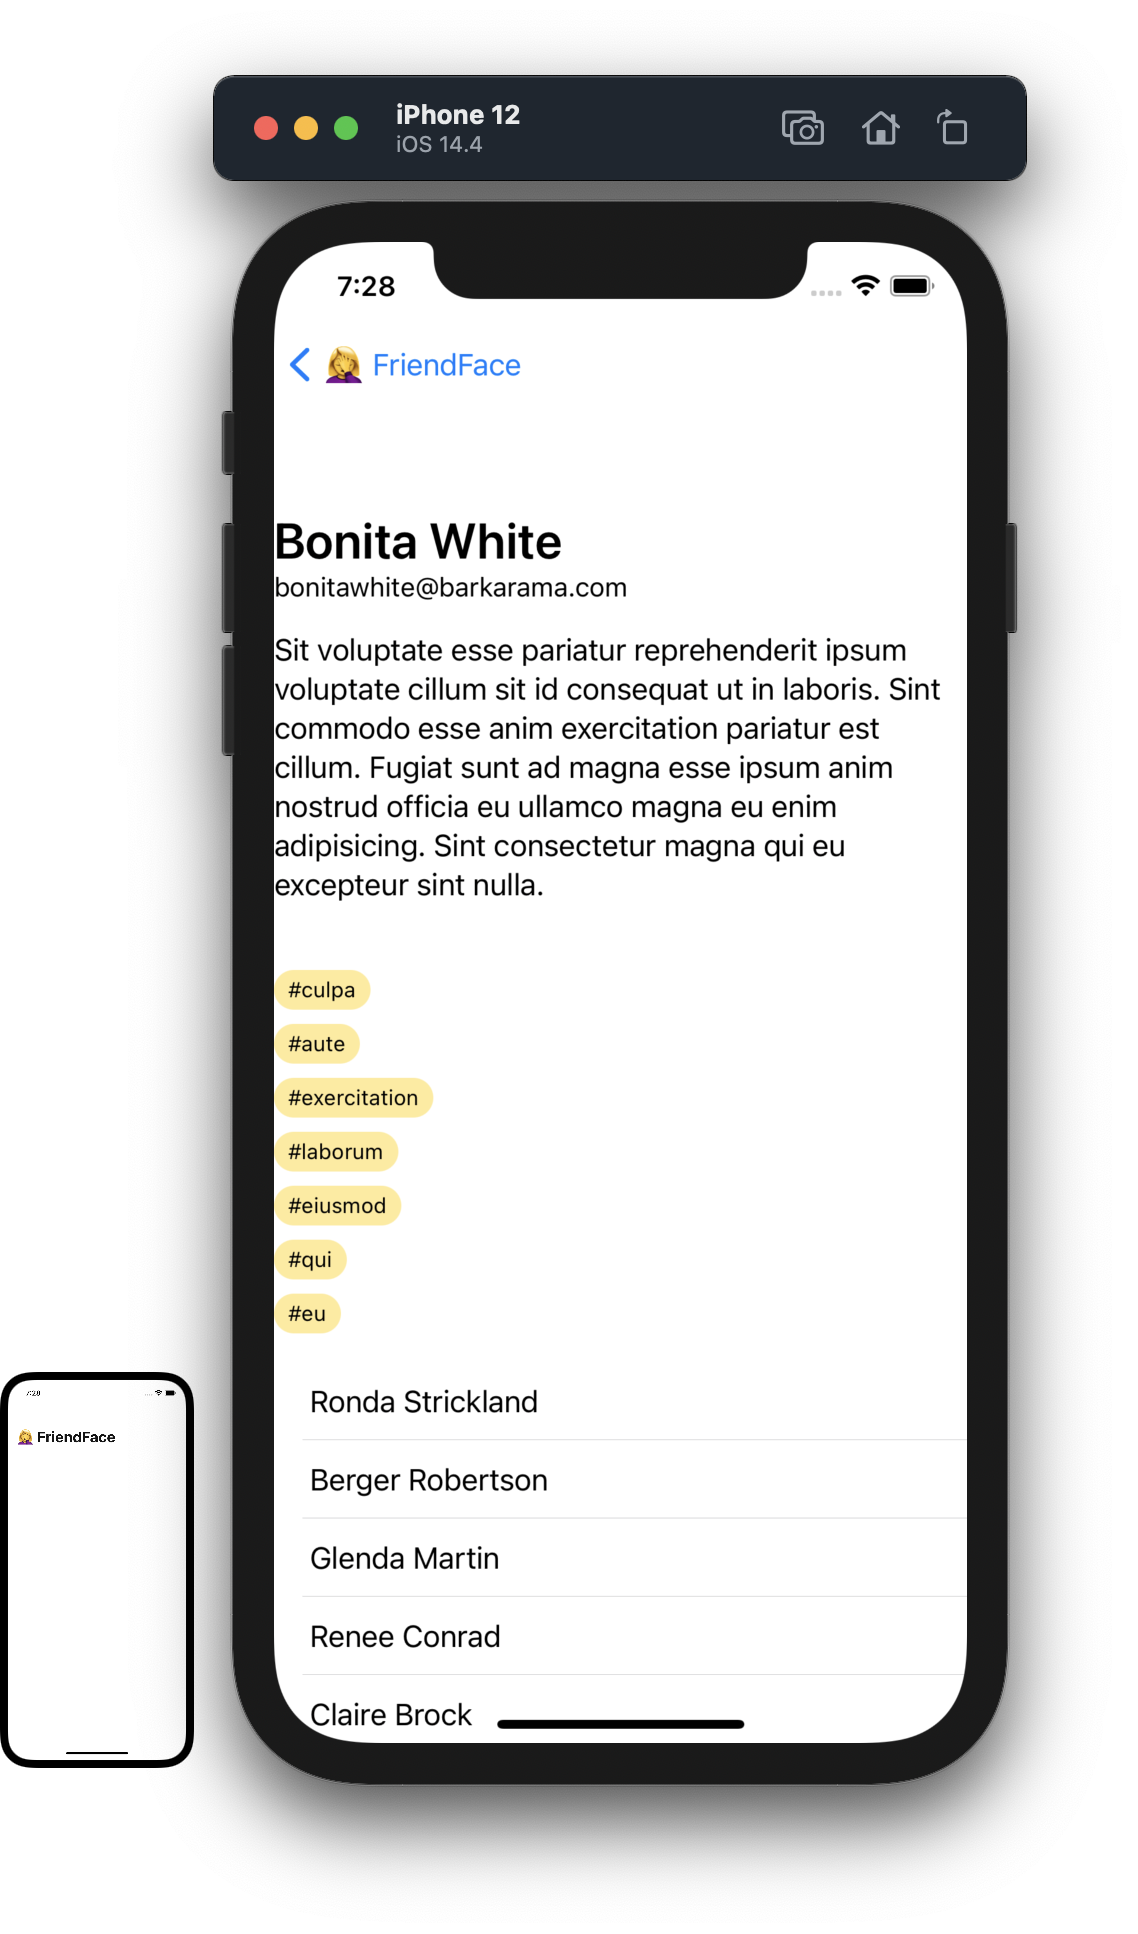 iPhone 12
iOS 14.4
7:28
FriendFace
Bonita White
bonitawhite@barkarama.com
Sit voluptate esse pariatur reprehenderit ipsum
voluptate cillum sit id consequat ut in laboris. Sint
commodo esse anim exercitation pariatur est
cillum. Fugiat sunt ad magna esse ipsum anim
nostrud officia eu ullamco magna eu enim
adipisicing. Sint consectetur magna qui eu
excepteur sint nulla.
#culpa
#aute
#exercitation
#laborum
#eiusmod
#qui
#eu
Ronda Strickland
Berger Robertson
Glenda Martin
Renee Conrad
Claire Brock
7:28
FriendFace